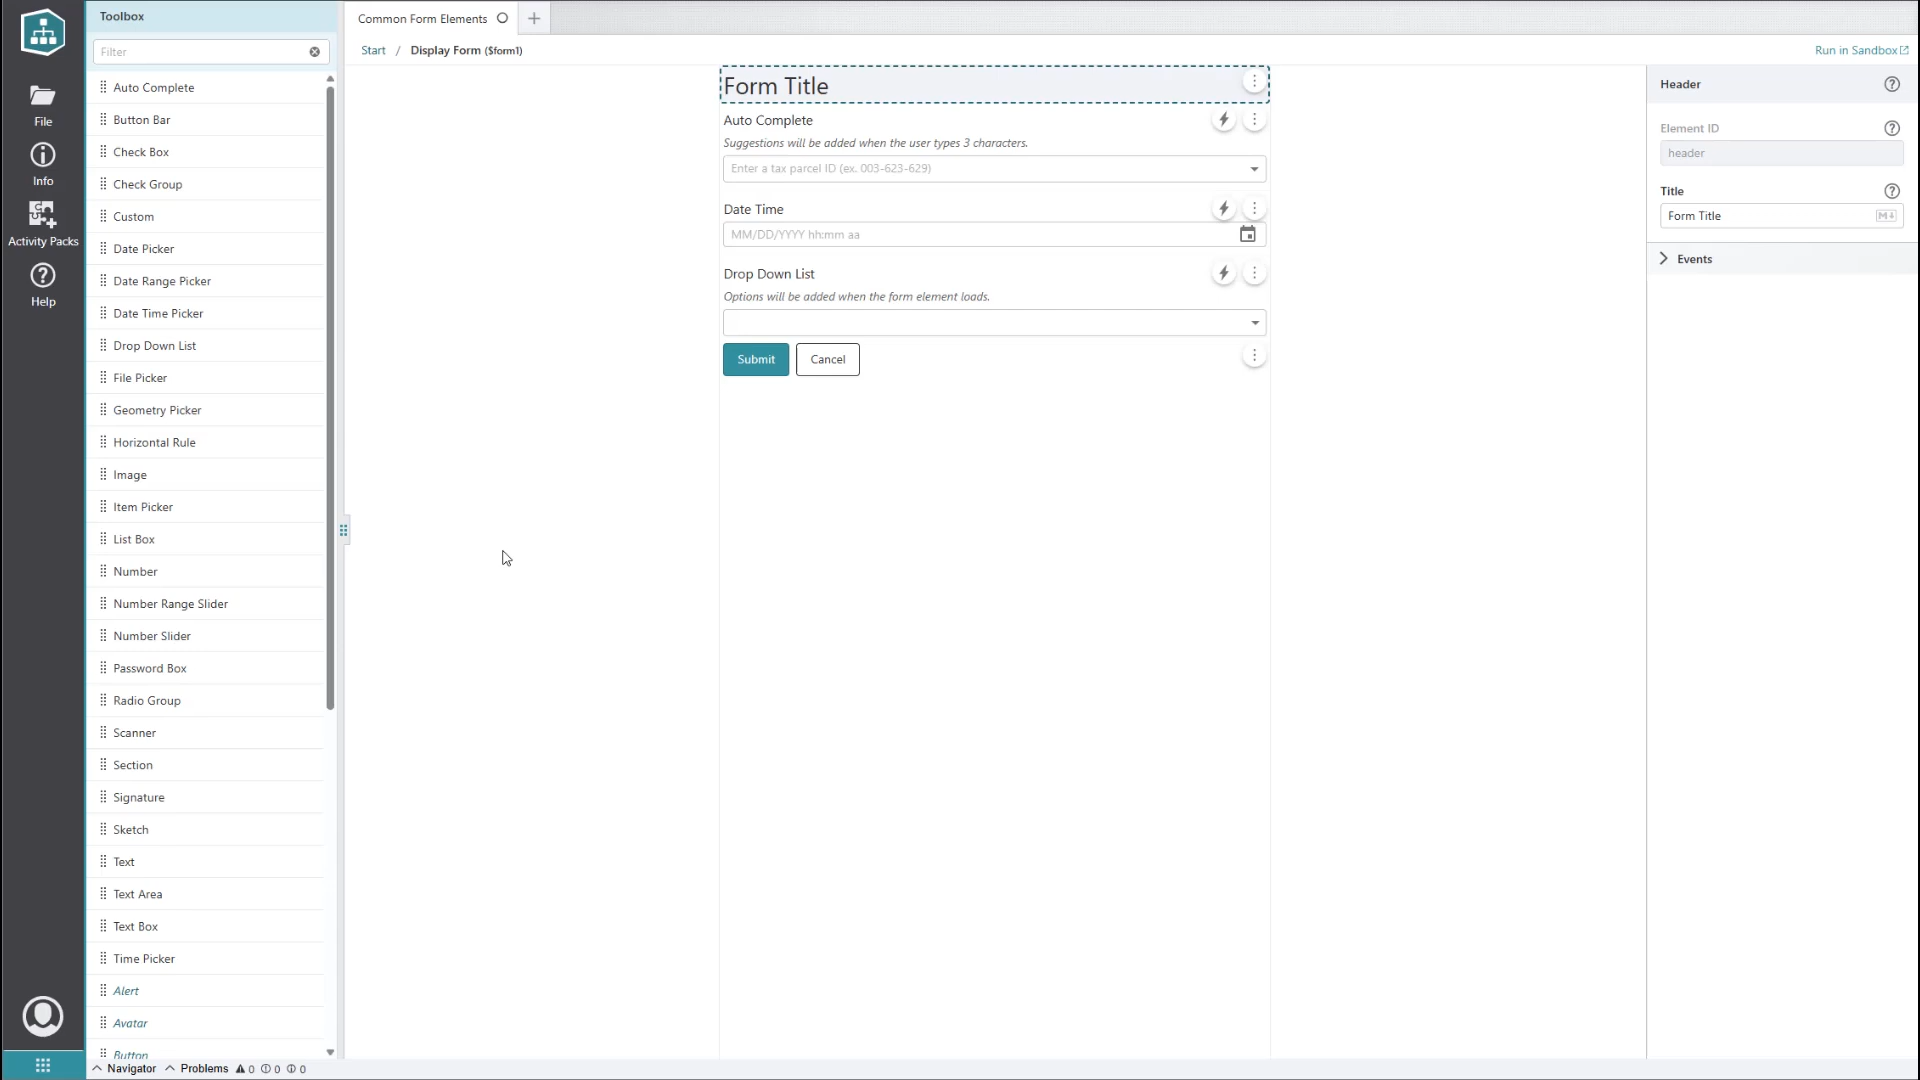 Toolbox
Filter
File
Info
Activity Packs
Help
Auto Complete
Button Bar
Check Box
Check Group
Custom
Date Picker
Date Range Picker
Date Time Picker
Drop Down List
File Picker
Geometry Picker
Horizontal Rule
Image
Item Picker
List Box
Number
Number Range Slider
Number Slider
Password Box
Radio Group
Scanner
Section
Signature
Sketch
Text
Text Area
Text Box
Time Picker
Alert
Avatar
Button
Navigator Problems 0 0 0
Common Form Elements
Start / Display Form ($form1)
Run in Sandbox
Form Title
Auto Complete
Suggestions will be added when the user types 3 characters.
Enter a tax parcel ID (ex. 003-623-629)
Date Time
MM/DD/YYYY hh:mm aa
Drop Down List
Options will be added when the form element loads.
Submit Cancel
Header
Element ID
header
Title
Form Title
Events